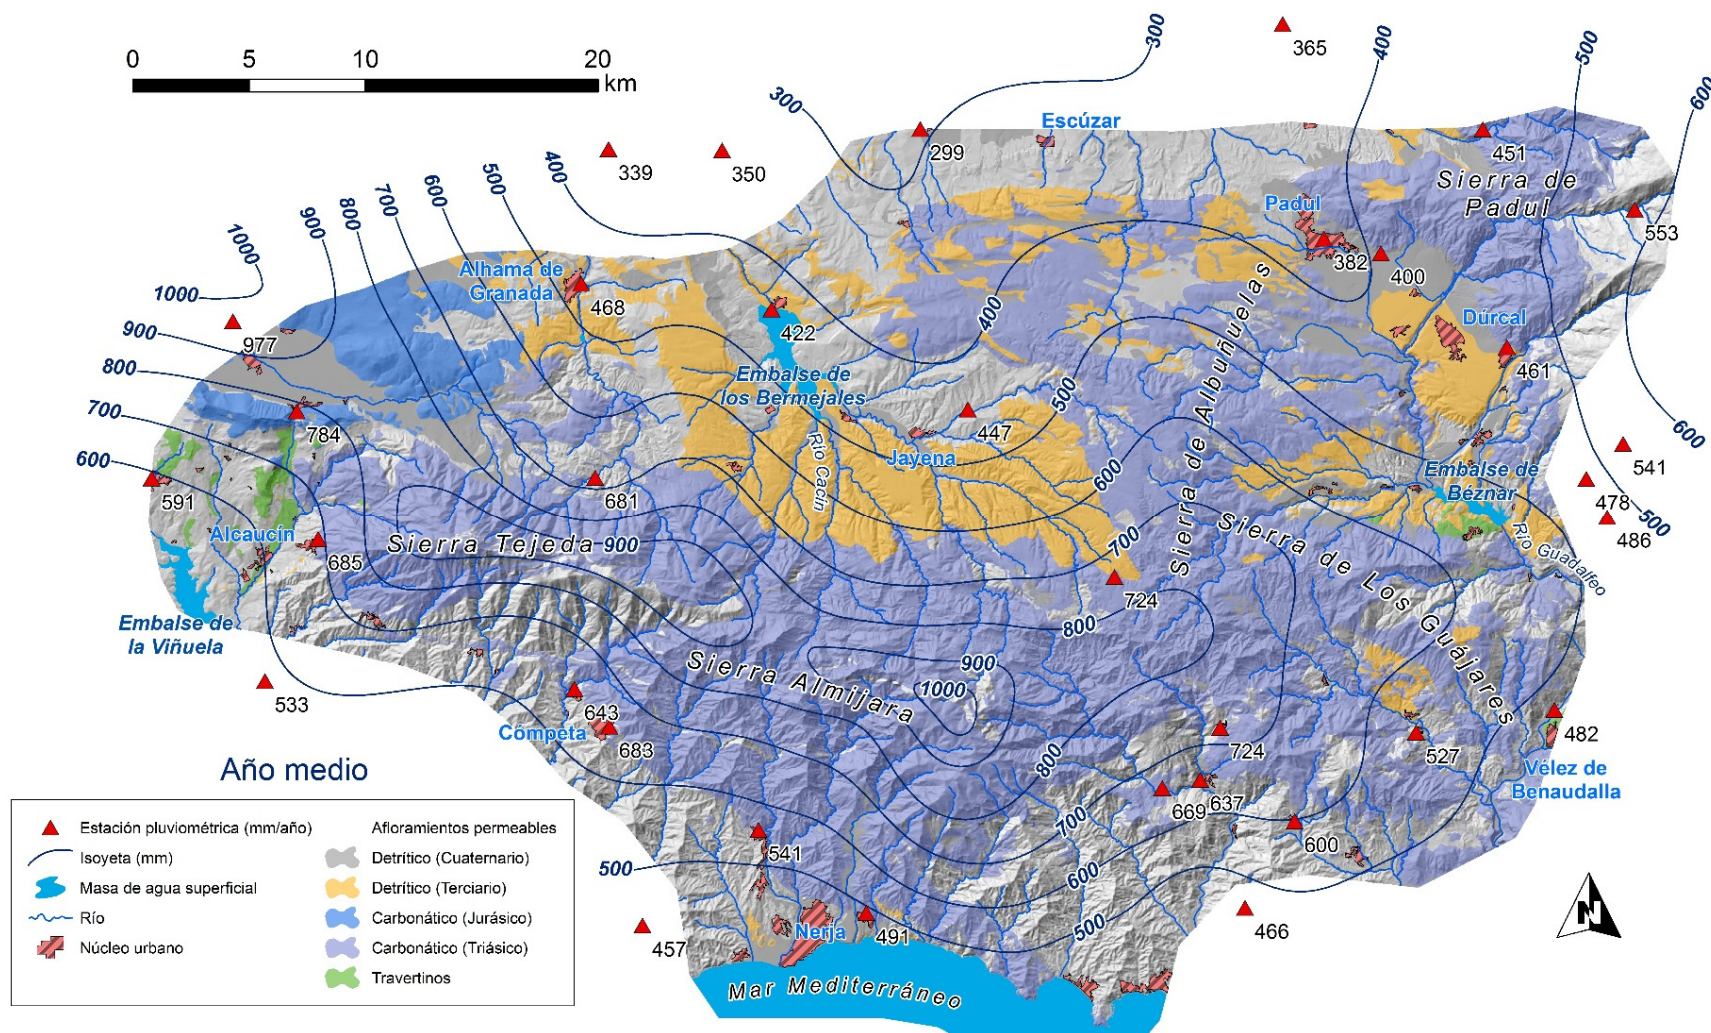 0
5
10
20
km
300
365
400
500
600
300
Escúzar
299
451
339
350
400
500
600
700
800
900
1000
Sierra de
Padul
Padul
553
382
400
1000
Alhama de
Granada
468
422
400
Dúrcal
900
977
461
800
Embalse de
los Bermejales
500
Sierra de Albuñuelas
700
784
447
600
Jayena
600
541
Río Cacín
Embalse de
Béznar
478
591
681
500
486
Alcaucín
Sierra Tejeda
900
700
Sierra de Los Guájares
Río Guadalfeo
685
724
Embalse de
la Viñuela
800
Sierra Almijara
900
1000
533
643
Cómpeta
683
724
527
482
800
Vélez de
Benaudalla
669
637
700
600
541
500
600
491
Nerja
457
500
466
Mar Mediterráneo
N
Año medio
Estación pluviométrica (mm/año)
Isoyeta (mm)
Masa de agua superficial
Río
Núcleo urbano
Afloramientos permeables
Detrítico (Cuaternario)
Detrítico (Terciario)
Carbonático (Jurásico)
Carbonático (Triásico)
Travertinos